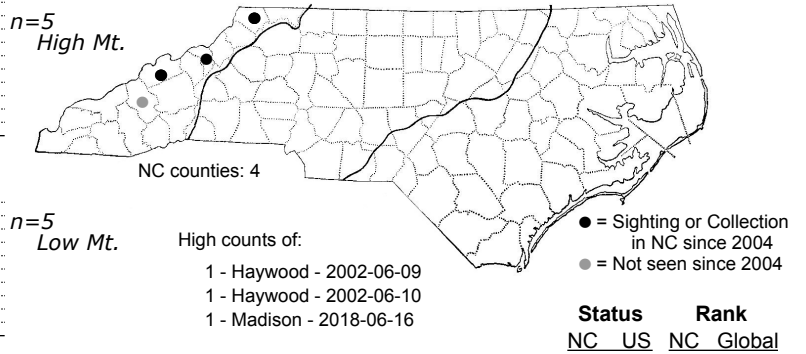 n=5
High Mt.
NC counties: 4
n=5
Low Mt.
High counts of:
1 - Haywood - 2002-06-09
1 - Haywood - 2002-06-10
1 - Madison - 2018-06-16
= Sighting or Collection
in NC since 2004
= Not seen since 2004
Status Rank
NC US NC Global